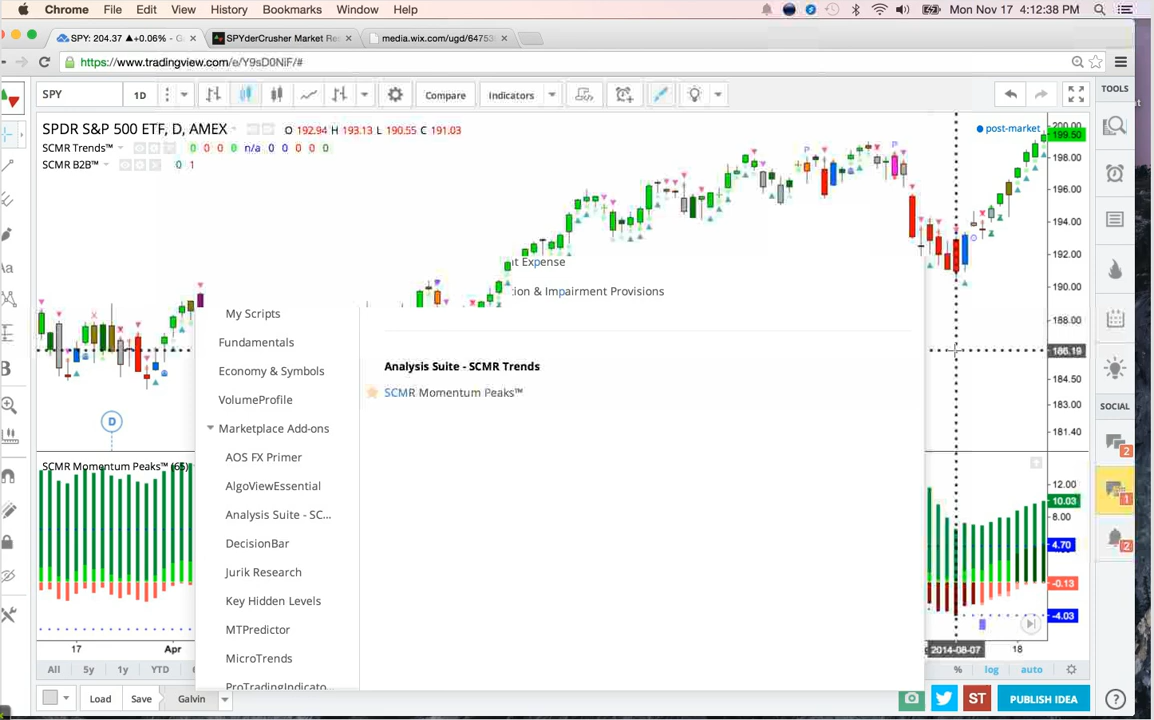 Chrome File Edit View History Bookmarks Window Help Mon Nov 17 4:12:38 PM
SPY: 204.37 ▲+0.06% - G × SPYderCrusher Market Re × media.wix.com/ugd/64753 ×
https://www.tradingview.com/e/Y9sD0NiF/#
SPY 1D Compare Indicators TOOLS
SPDR S&P 500 ETF, D, AMEX O 192.94 H 193.13 L 190.55 C 191.03
post-market
SCMR Trends™ 0 0 0 0 n/a 0 0 0 0 0
SCMR B2B™ 0 1
200.00
199.50
198.00
196.00
194.00
192.00
190.00
188.00
186.19
184.50
183.00
181.40
SOCIAL
2
1
2
t Expense
ion & Impairment Provisions
My Scripts
Fundamentals
Economy & Symbols
VolumeProfile
Marketplace Add-ons
AOS FX Primer
AlgoViewEssential
Analysis Suite - SC...
DecisionBar
Jurik Research
Key Hidden Levels
MTPredictor
MicroTrends
ProTradingIndicato...
Analysis Suite - SCMR Trends
SCMR Momentum Peaks™
D
SCMR Momentum Peaks™ (65)
12.00
10.03
8.00
4.70
-0.13
-4.03
17 Apr 2014-08-07 18
All 5y 1y YTD % log auto
Load Save Galvin ST PUBLISH IDEA